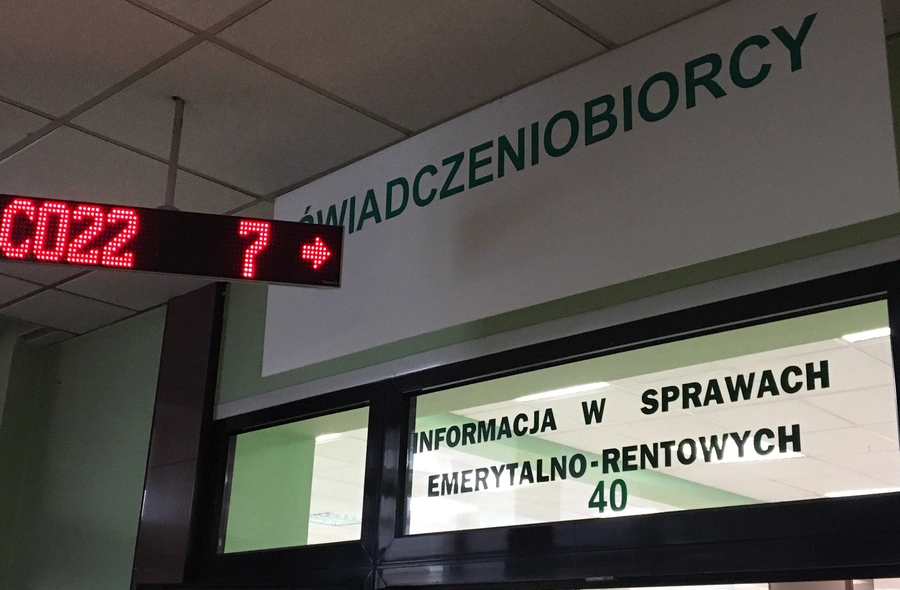 ŚWIADCZENIOBIORCY
C022 7
INFORMACJA W SPRAWACH
EMERYTALNO-RENTOWYCH
40